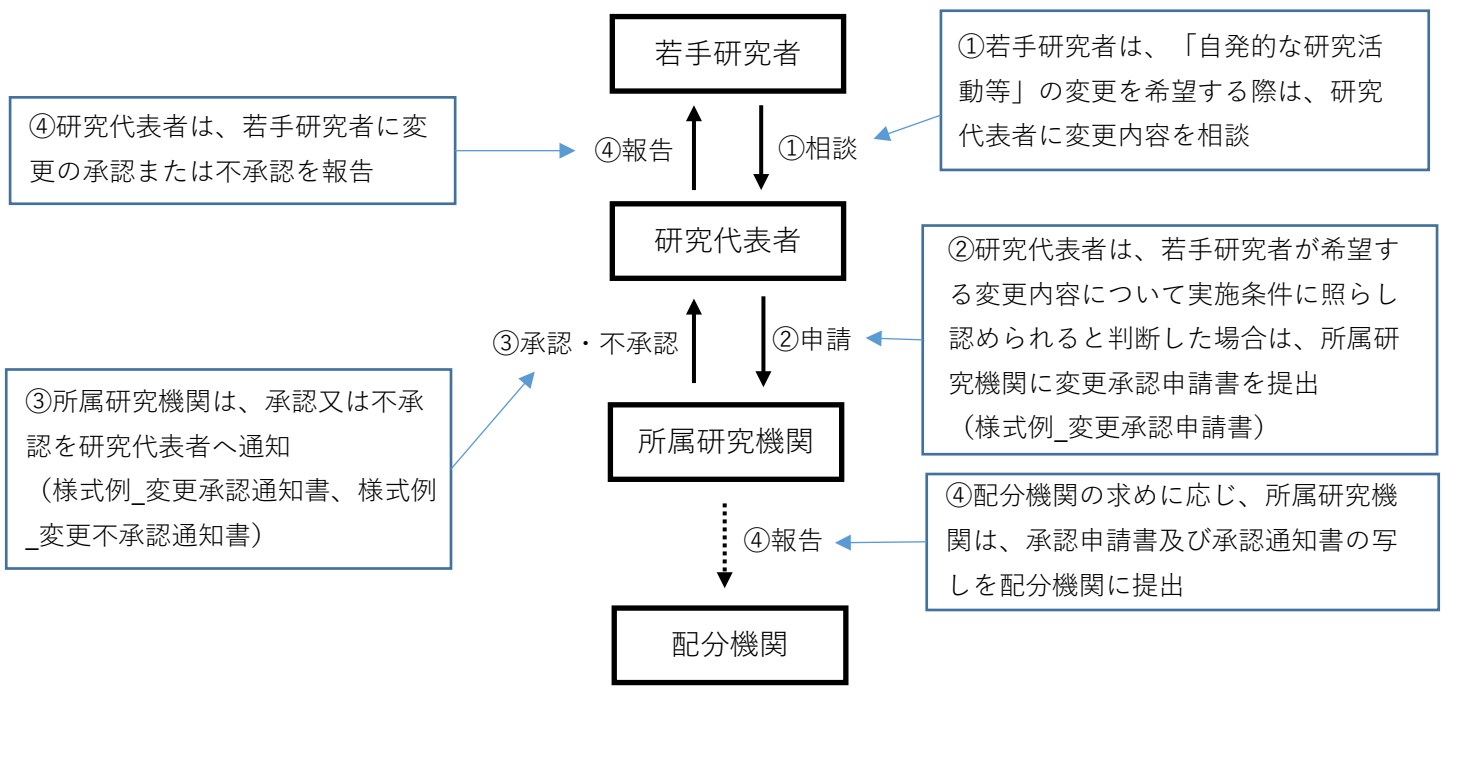 若手研究者
①若手研究者は、「自発的な研究活
動等」の変更を希望する際は、研究
代表者に変更内容を相談
④研究代表者は、若手研究者に変
更の承認または不承認を報告
④報告
①相談
研究代表者
②研究代表者は、若手研究者が希望す
る変更内容について実施条件に照らし
認められると判断した場合は、所属研
究機関に変更承認申請書を提出
（様式例_変更承認申請書）
③承認・不承認
②申請
③所属研究機関は、承認又は不承
認を研究代表者へ通知
（様式例_変更承認通知書、様式例
_変更不承認通知書）
所属研究機関
④配分機関の求めに応じ、所属研究機
関は、承認申請書及び承認通知書の写
しを配分機関に提出
④報告
配分機関